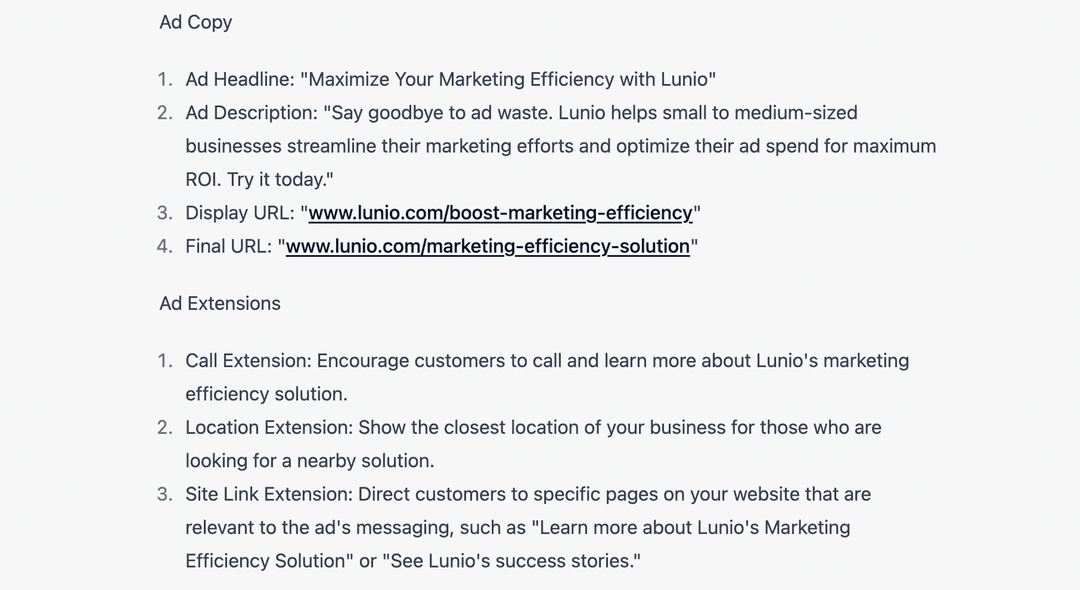 Ad Copy
1. Ad Headline: "Maximize Your Marketing Efficiency with Lunio"
2. Ad Description: "Say goodbye to ad waste. Lunio helps small to medium-sized
businesses streamline their marketing efforts and optimize their ad spend for maximum
ROI. Try it today."
3. Display URL: "www.lunio.com/boost-marketing-efficiency"
4. Final URL: "www.lunio.com/marketing-efficiency-solution"
Ad Extensions
1. Call Extension: Encourage customers to call and learn more about Lunio's marketing
efficiency solution.
2. Location Extension: Show the closest location of your business for those who are
looking for a nearby solution.
3. Site Link Extension: Direct customers to specific pages on your website that are
relevant to the ad's messaging, such as "Learn more about Lunio's Marketing
Efficiency Solution" or "See Lunio's success stories."